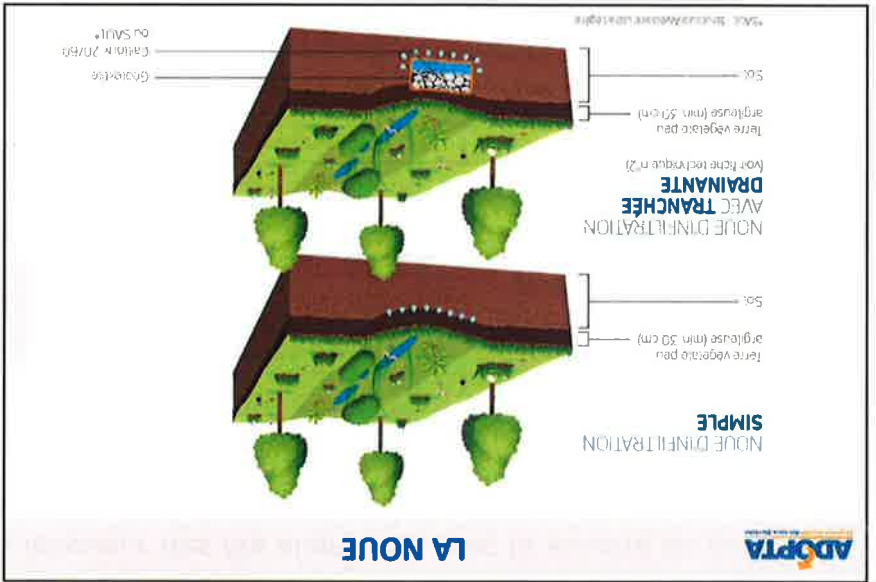 ADOPTA
LA NOUE
NOUE D'INFILTRATION
SIMPLE
Terre végétale peu
argileuse (min. 30 cm)
Sol
NOUE D'INFILTRATION
AVEC TRANCHÉE
DRAINANTE
(voir fiche technique n°2)
Terre végétale peu
argileuse (min. 30 cm)
Sol
Géotextile
Cailloux 20/60
ou SAUL*
*SAUL : Structure Alvéolaire Ultra Légère